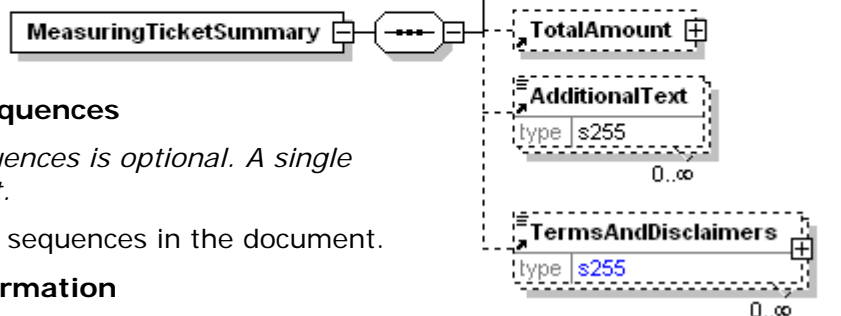 MeasuringTicketSummary
TotalAmount
AdditionalText
type s255
0..∞
quences
uences is optional. A single
t.
sequences in the document.
rmation
TermsAndDisclaimers
type s255
0..∞